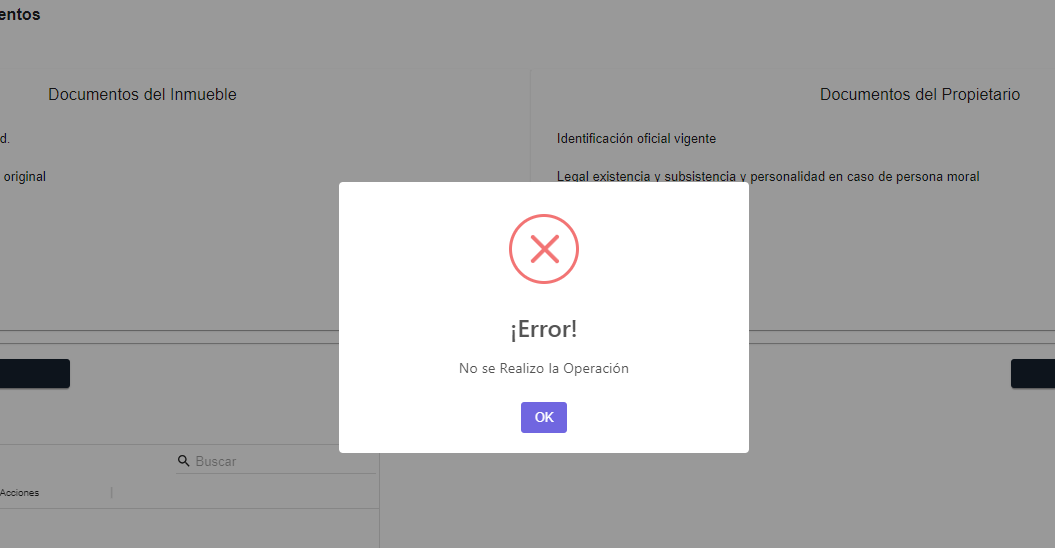 entos
Documentos del Inmueble
Documentos del Propietario
d.
Identificación oficial vigente
original
Legal existencia y subsistencia y personalidad en caso de persona moral
¡Error!
No se Realizo la Operación
OK
Buscar
Acciones